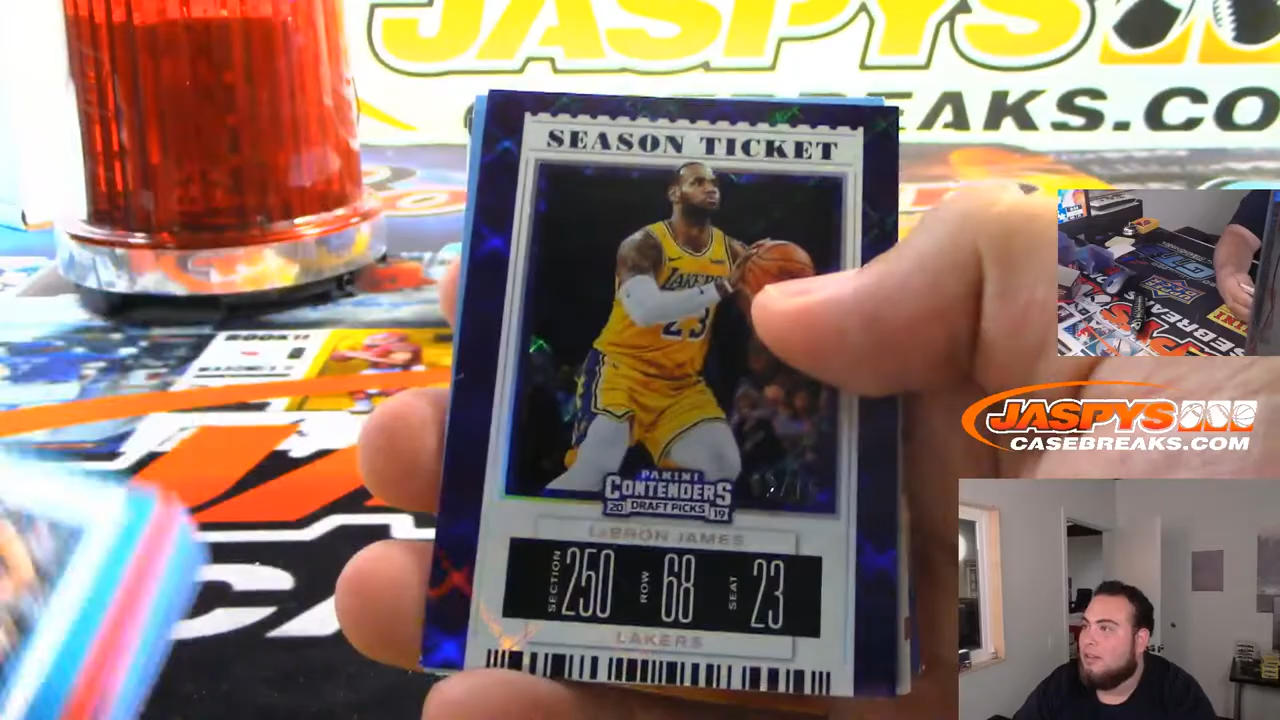 JASPYS
EAKS.CO
SEASON TICKET
LAKERS
23
PANINI
CONTENDERS
20 DRAFT PICKS 19
LEBRON JAMES
SECTION 250 ROW 68 SEAT 23
LAKERS
JASPYS
CASEBREAKS.COM